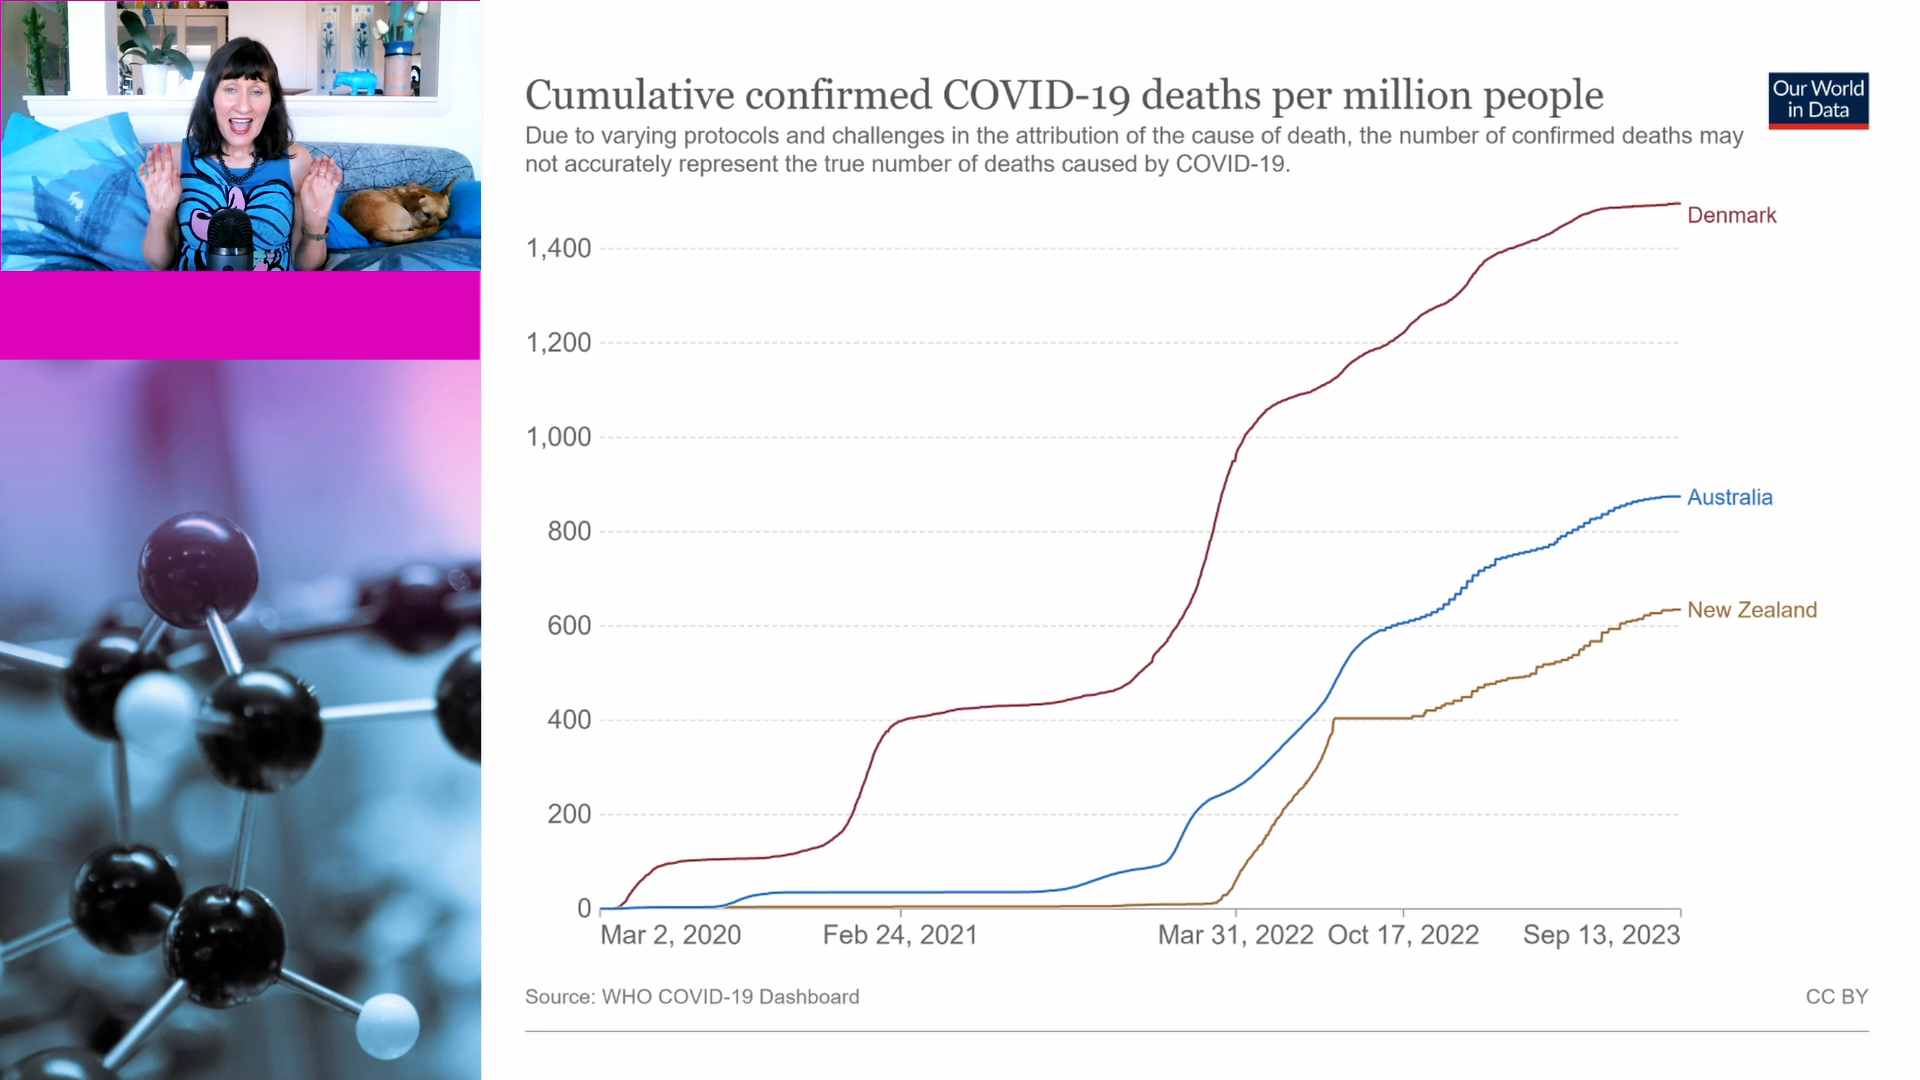 Cumulative confirmed COVID-19 deaths per million people
Our World
in Data
Due to varying protocols and challenges in the attribution of the cause of death, the number of confirmed deaths may
not accurately represent the true number of deaths caused by COVID-19.
Denmark
1,400
1,200
1,000
Australia
800
New Zealand
600
400
200
0
Mar 2, 2020 Feb 24, 2021 Mar 31, 2022 Oct 17, 2022 Sep 13, 2023
Source: WHO COVID-19 Dashboard CC BY